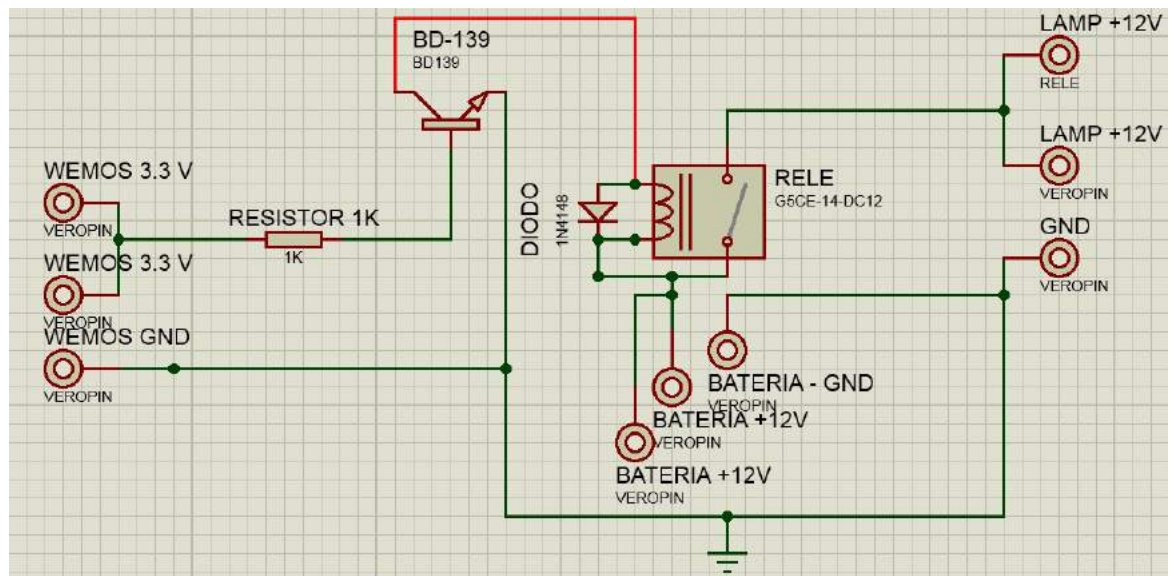 BD-139
BD139
LAMP +12V
RELE
WEMOS 3.3 V
VEROPIN
LAMP +12V
VEROPIN
RESISTOR 1K
1K
DIODO
1N4148
RELE
G5CE-14-DC12
GND
VEROPIN
WEMOS 3.3 V
VEROPIN
WEMOS GND
VEROPIN
BATERIA - GND
VEROPIN
BATERIA +12V
VEROPIN
BATERIA +12V
VEROPIN